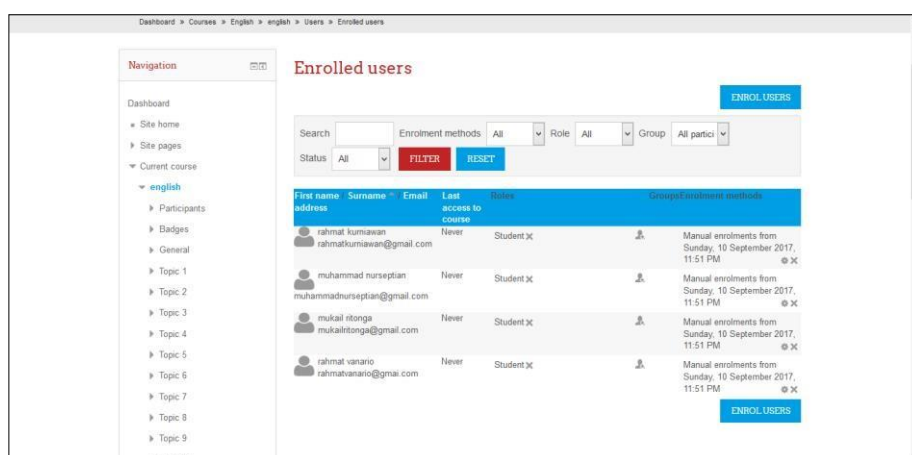 Dashboard » Courses » English » english » Users » Enrolled users
Navigation
Dashboard
Site home
Site pages
Current course
english
Participants
Badges
General
Topic 1
Topic 2
Topic 3
Topic 4
Topic 5
Topic 6
Topic 7
Topic 8
Topic 9
Enrolled users
ENROL USERS
Search Enrolment methods All Role All Group All partici
Status All FILTER RESET
First name / Surname / Email address Last access to course Roles Groups Enrolment methods
rahmat kurniawan Never Student Manual enrolments from
rahmatkurniawan@gmail.com Sunday, 10 September 2017,
11:51 PM
muhammad nurseptian Never Student Manual enrolments from
muhammadnurseptian@gmail.com Sunday, 10 September 2017,
11:51 PM
mukail ritonga Never Student Manual enrolments from
mukailritonga@gmail.com Sunday, 10 September 2017,
11:51 PM
rahmat vanario Never Student Manual enrolments from
rahmatvanario@gmai.com Sunday, 10 September 2017,
11:51 PM
ENROL USERS